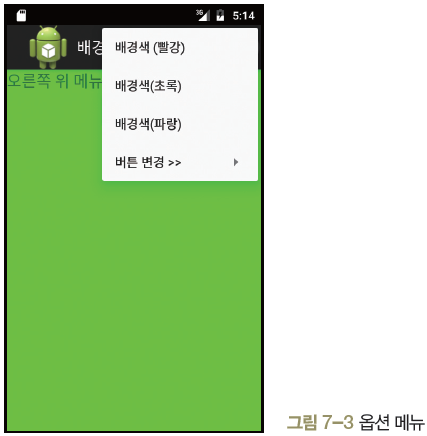 3G 5:14
배경
배경색 (빨강)
오른쪽 위 메뉴
배경색(초록)
배경색(파랑)
버튼 변경 >>
그림 7-3 옵션 메뉴